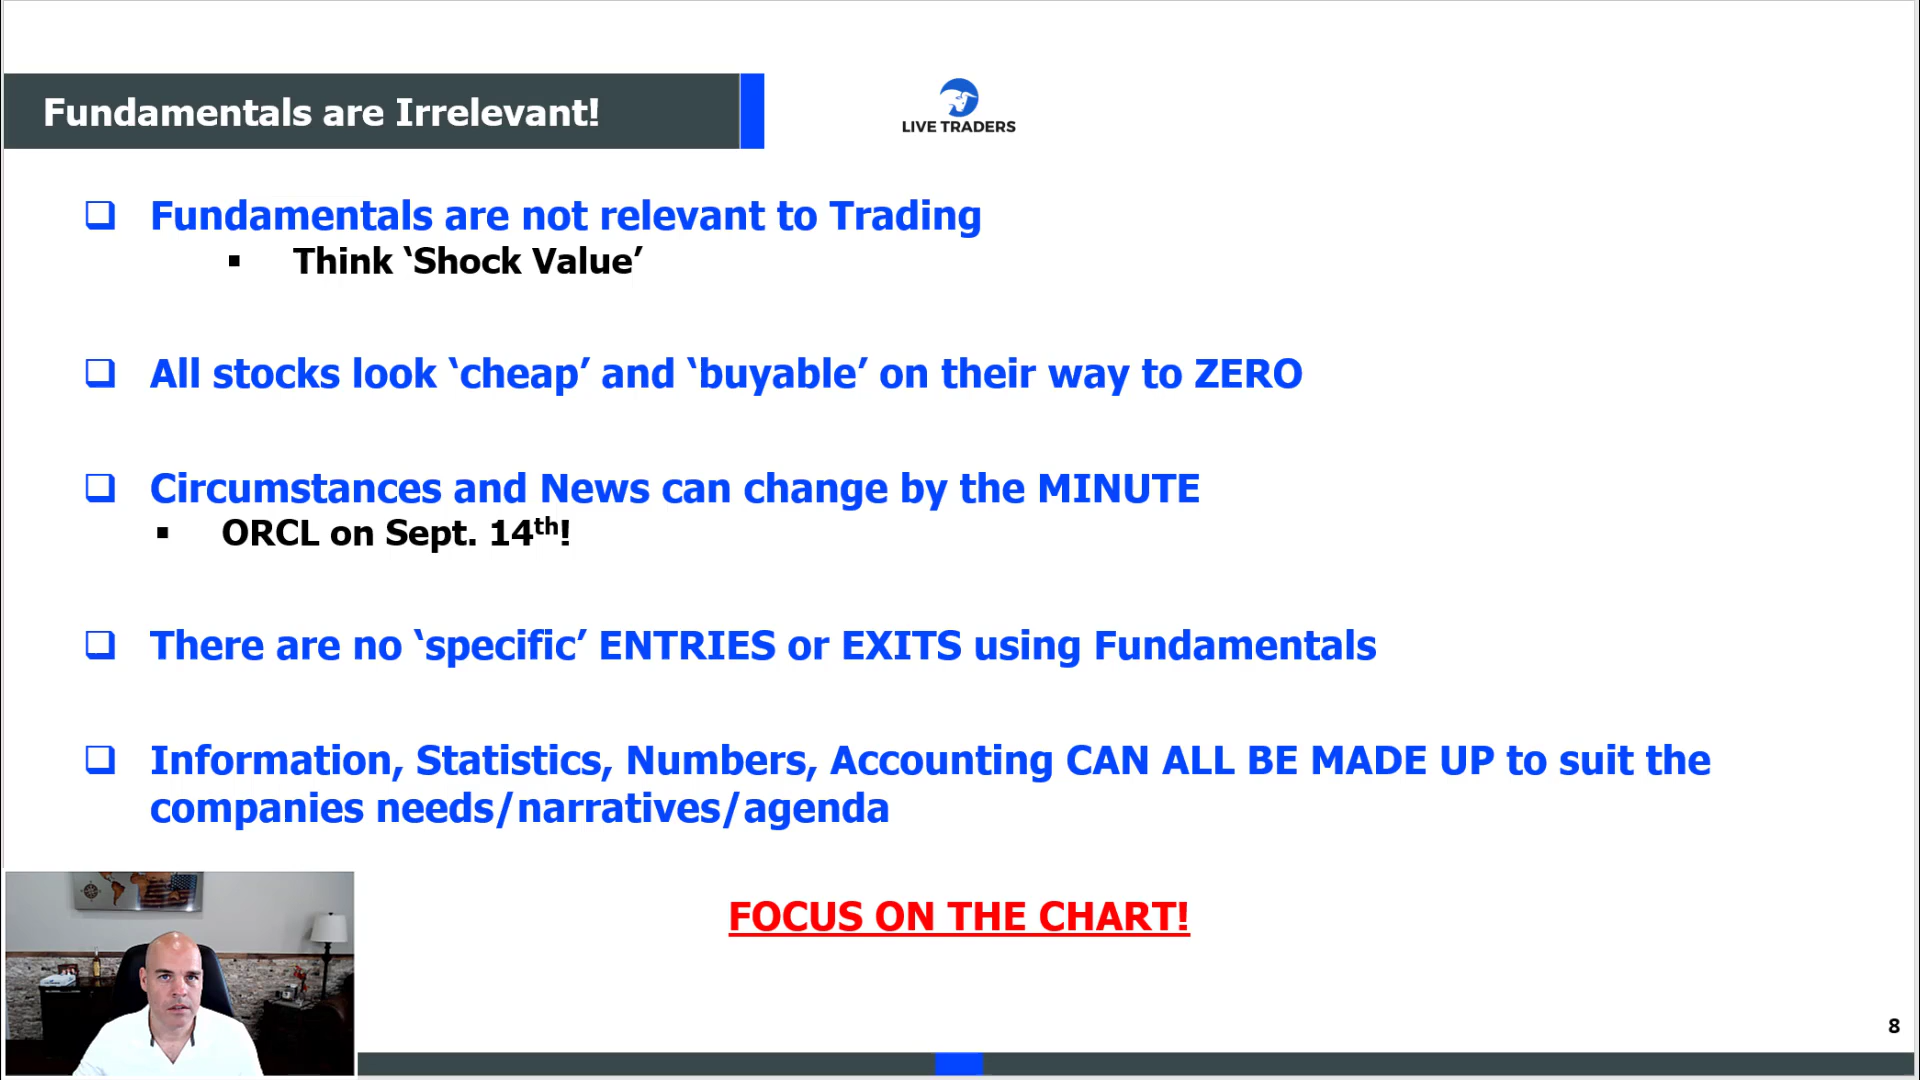 Fundamentals are Irrelevant!
LIVE TRADERS
❑ Fundamentals are not relevant to Trading
▪ Think ‘Shock Value’
❑ All stocks look ‘cheap’ and ‘buyable’ on their way to ZERO
❑ Circumstances and News can change by the MINUTE
▪ ORCL on Sept. 14th!
❑ There are no ‘specific’ ENTRIES or EXITS using Fundamentals
❑ Information, Statistics, Numbers, Accounting CAN ALL BE MADE UP to suit the
companies needs/narratives/agenda
FOCUS ON THE CHART!
8